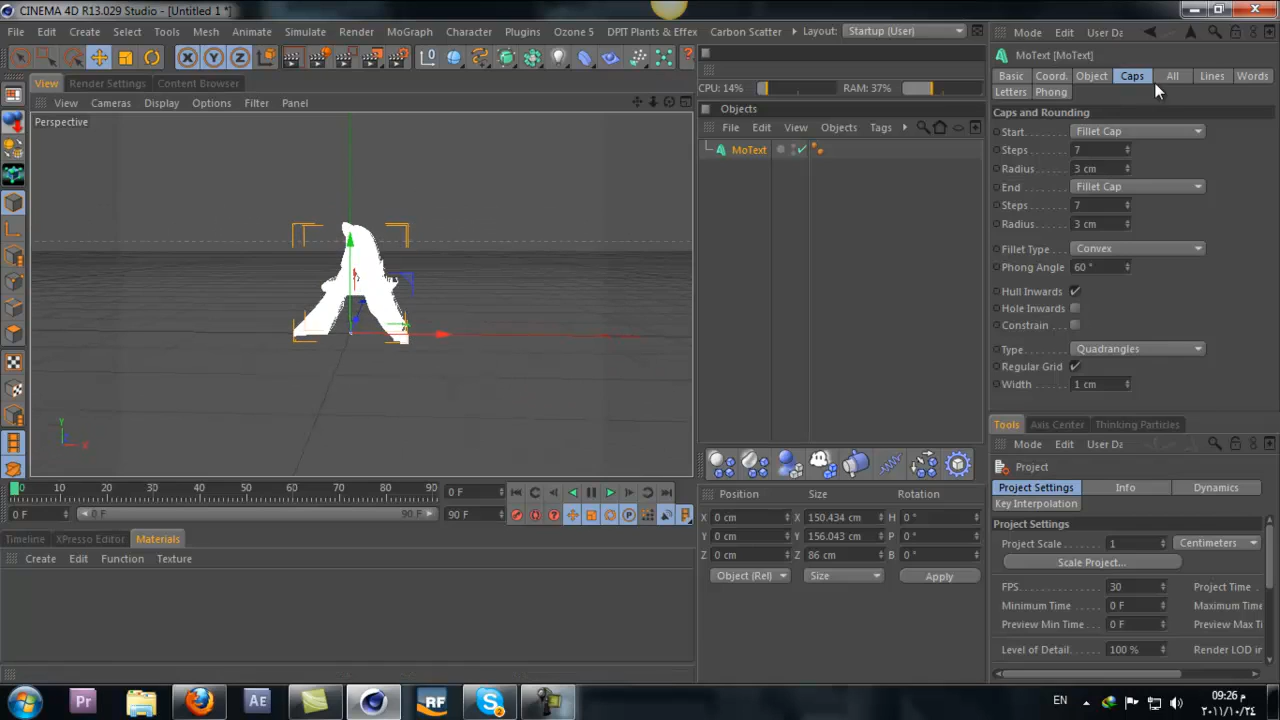 CINEMA 4D R13.029 Studio - [Untitled 1 *]
File Edit Create Select Tools Mesh Animate Simulate Render MoGraph Character Plugins Ozone 5 DPIT Plants & Effex Carbon Scatter Layout: Startup (User)
View Render Settings Content Browser
View Cameras Display Options Filter Panel
Perspective
0 10 20 30 40 50 60 70 80 90 0 F
0 F 0 F 90 F 90 F
Timeline XPresso Editor Materials
Create Edit Function Texture
CPU: 14% RAM: 37%
Objects
File Edit View Objects Tags
MoText
Position Size Rotation
X 0 cm X 150.434 cm H 0 °
Y 0 cm Y 156.043 cm P 0 °
Z 0 cm Z 86 cm B 0 °
Object (Rel) Size Apply
Mode Edit User Da
MoText [MoText]
Basic Coord. Object Caps All Lines Words
Letters Phong
Caps and Rounding
Start Fillet Cap
Steps 7
Radius 3 cm
End Fillet Cap
Steps 7
Radius 3 cm
Fillet Type Convex
Phong Angle 60 °
Hull Inwards
Hole Inwards
Constrain
Type Quadrangles
Regular Grid
Width 1 cm
Tools Axis Center Thinking Particles
Mode Edit User Da
Project
Project Settings Info Dynamics
Key Interpolation
Project Settings
Project Scale 1 Centimeters
Scale Project...
FPS 30 Project Time
Minimum Time 0 F Maximum Time
Preview Min Time 0 F Preview Max Ti
Level of Detail 100 % Render LOD in
Pr Ae RF EN 09:26 م
٢٠١١/١٠/٢٤